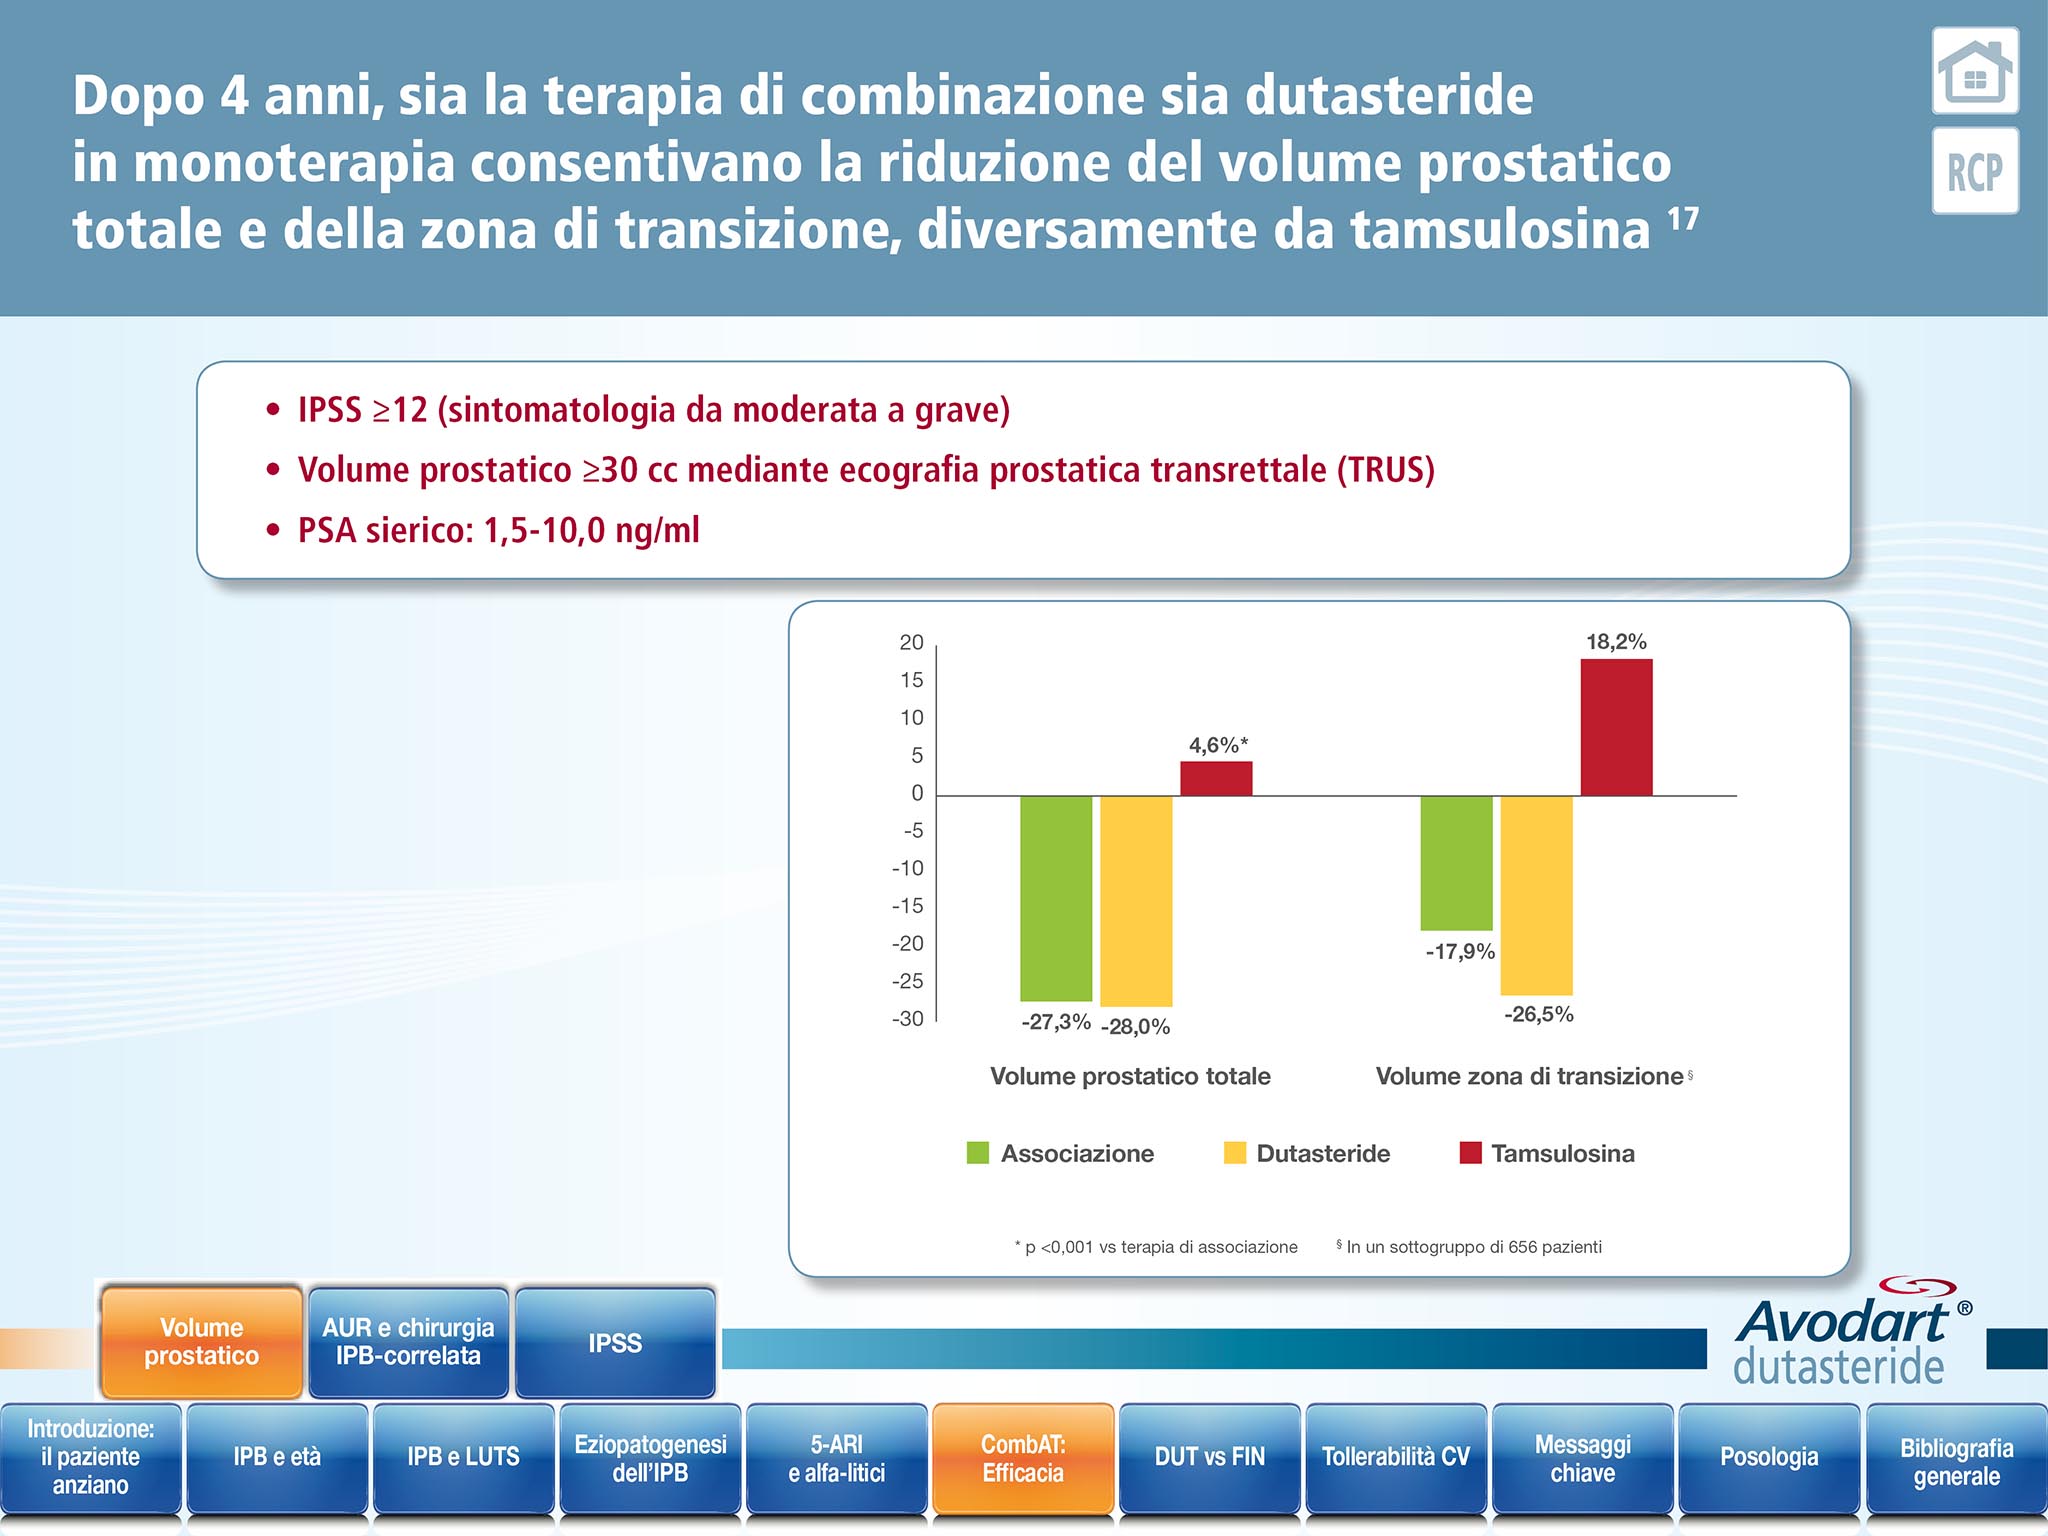 Dopo 4 anni, sia la terapia di combinazione sia dutasteride
in monoterapia consentivano la riduzione del volume prostatico
totale e della zona di transizione, diversamente da tamsulosina 17
RCP
• IPSS ≥12 (sintomatologia da moderata a grave)
• Volume prostatico ≥30 cc mediante ecografia prostatica transrettale (TRUS)
• PSA sierico: 1,5-10,0 ng/ml
20
15
10
5
0
-5
-10
-15
-20
-25
-30
4,6%*
18,2%
-27,3%
-28,0%
-17,9%
-26,5%
Volume prostatico totale
Volume zona di transizione §
Associazione
Dutasteride
Tamsulosina
* p <0,001 vs terapia di associazione
§ In un sottogruppo di 656 pazienti
Volume
prostatico
AUR e chirurgia
IPB-correlata
IPSS
Avodart®
dutasteride
Introduzione:
il paziente
anziano
IPB e età
IPB e LUTS
Eziopatogenesi
dell’IPB
5-ARI
e alfa-litici
CombAT:
Efficacia
DUT vs FIN
Tollerabilità CV
Messaggi
chiave
Posologia
Bibliografia
generale